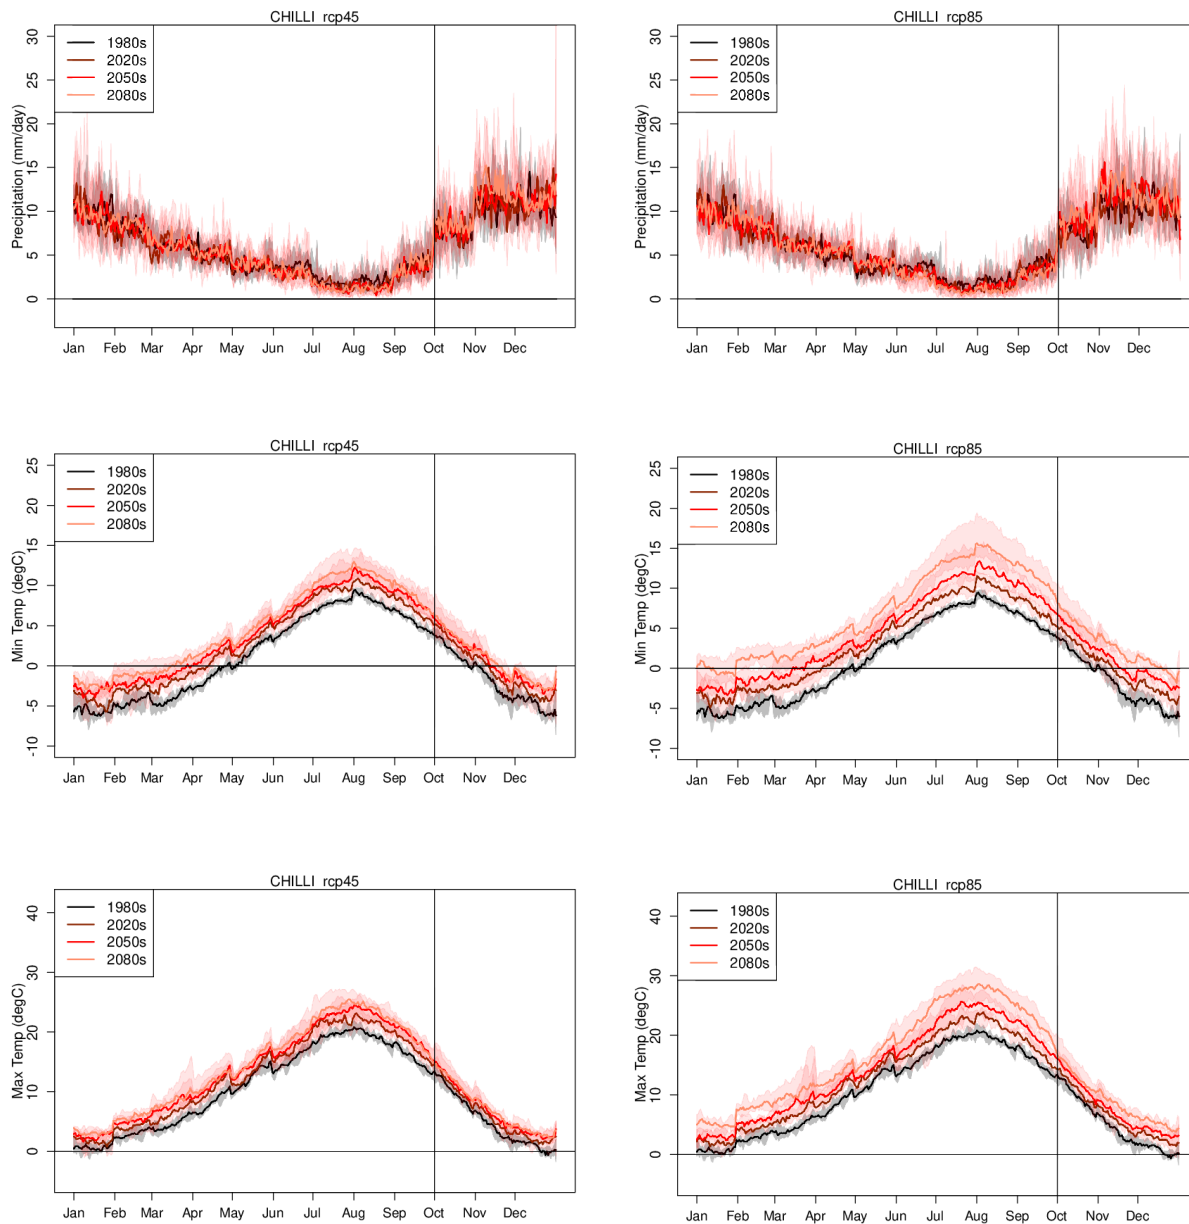 CHILLI rcp45
Precipitation (mm/day)
30
25
20
15
10
5
0
1980s
2020s
2050s
2080s
Jan Feb Mar Apr May Jun Jul Aug Sep Oct Nov Dec
CHILLI rcp85
Precipitation (mm/day)
30
25
20
15
10
5
0
1980s
2020s
2050s
2080s
Jan Feb Mar Apr May Jun Jul Aug Sep Oct Nov Dec
CHILLI rcp45
Min Temp (degC)
25
20
15
10
5
0
-5
-10
1980s
2020s
2050s
2080s
Jan Feb Mar Apr May Jun Jul Aug Sep Oct Nov Dec
CHILLI rcp85
Min Temp (degC)
25
20
15
10
5
0
-5
-10
1980s
2020s
2050s
2080s
Jan Feb Mar Apr May Jun Jul Aug Sep Oct Nov Dec
CHILLI rcp45
Max Temp (degC)
40
30
20
10
0
1980s
2020s
2050s
2080s
Jan Feb Mar Apr May Jun Jul Aug Sep Oct Nov Dec
CHILLI rcp85
Max Temp (degC)
40
30
20
10
0
1980s
2020s
2050s
2080s
Jan Feb Mar Apr May Jun Jul Aug Sep Oct Nov Dec